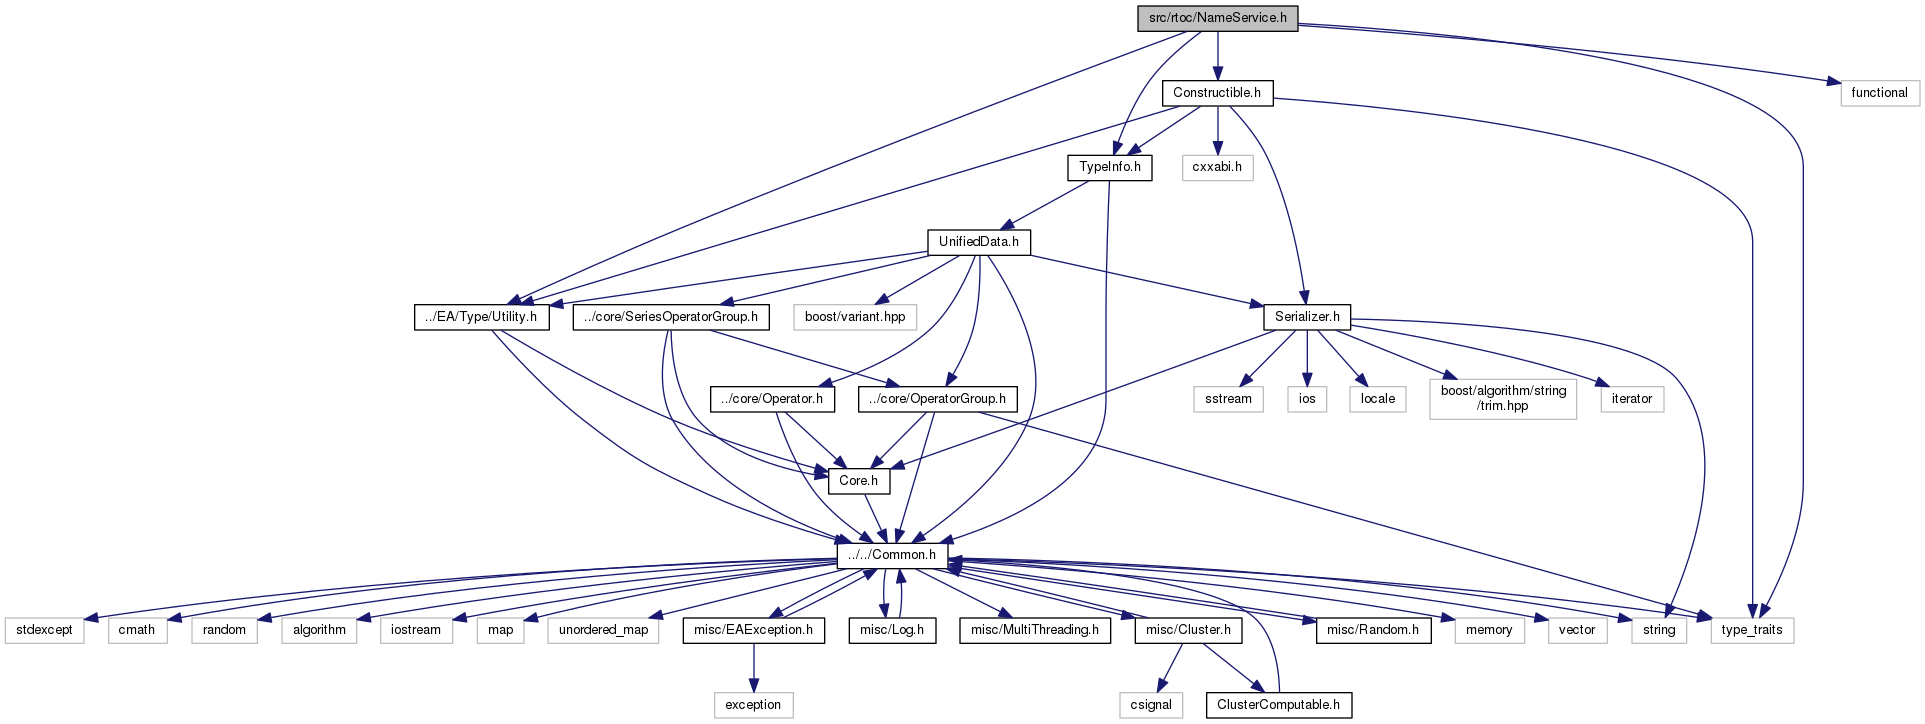 src/rtoc/NameService.h
Constructible.h
functional
TypeInfo.h
cxxabi.h
UnifiedData.h
../EA/Type/Utility.h
../core/SeriesOperatorGroup.h
boost/variant.hpp
Serializer.h
../core/Operator.h
../core/OperatorGroup.h
sstream
ios
locale
boost/algorithm/string
/trim.hpp
iterator
Core.h
../../Common.h
stdexcept
cmath
random
algorithm
iostream
map
unordered_map
misc/EAException.h
misc/Log.h
misc/MultiThreading.h
misc/Cluster.h
misc/Random.h
memory
vector
string
type_traits
exception
csignal
ClusterComputable.h